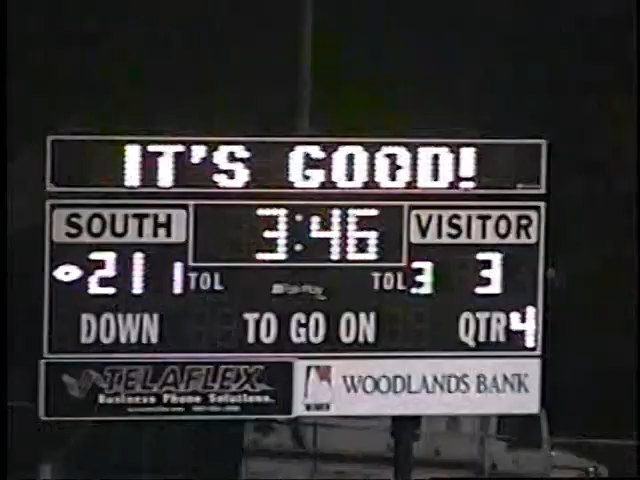 IT'S GOOD!
SOUTH 3:46 VISITOR
21 1 TOL TOL 3 3
DOWN TO GO ON QTR 4
TELAFLEX WOODLANDS BANK
Business Phone Solutions.